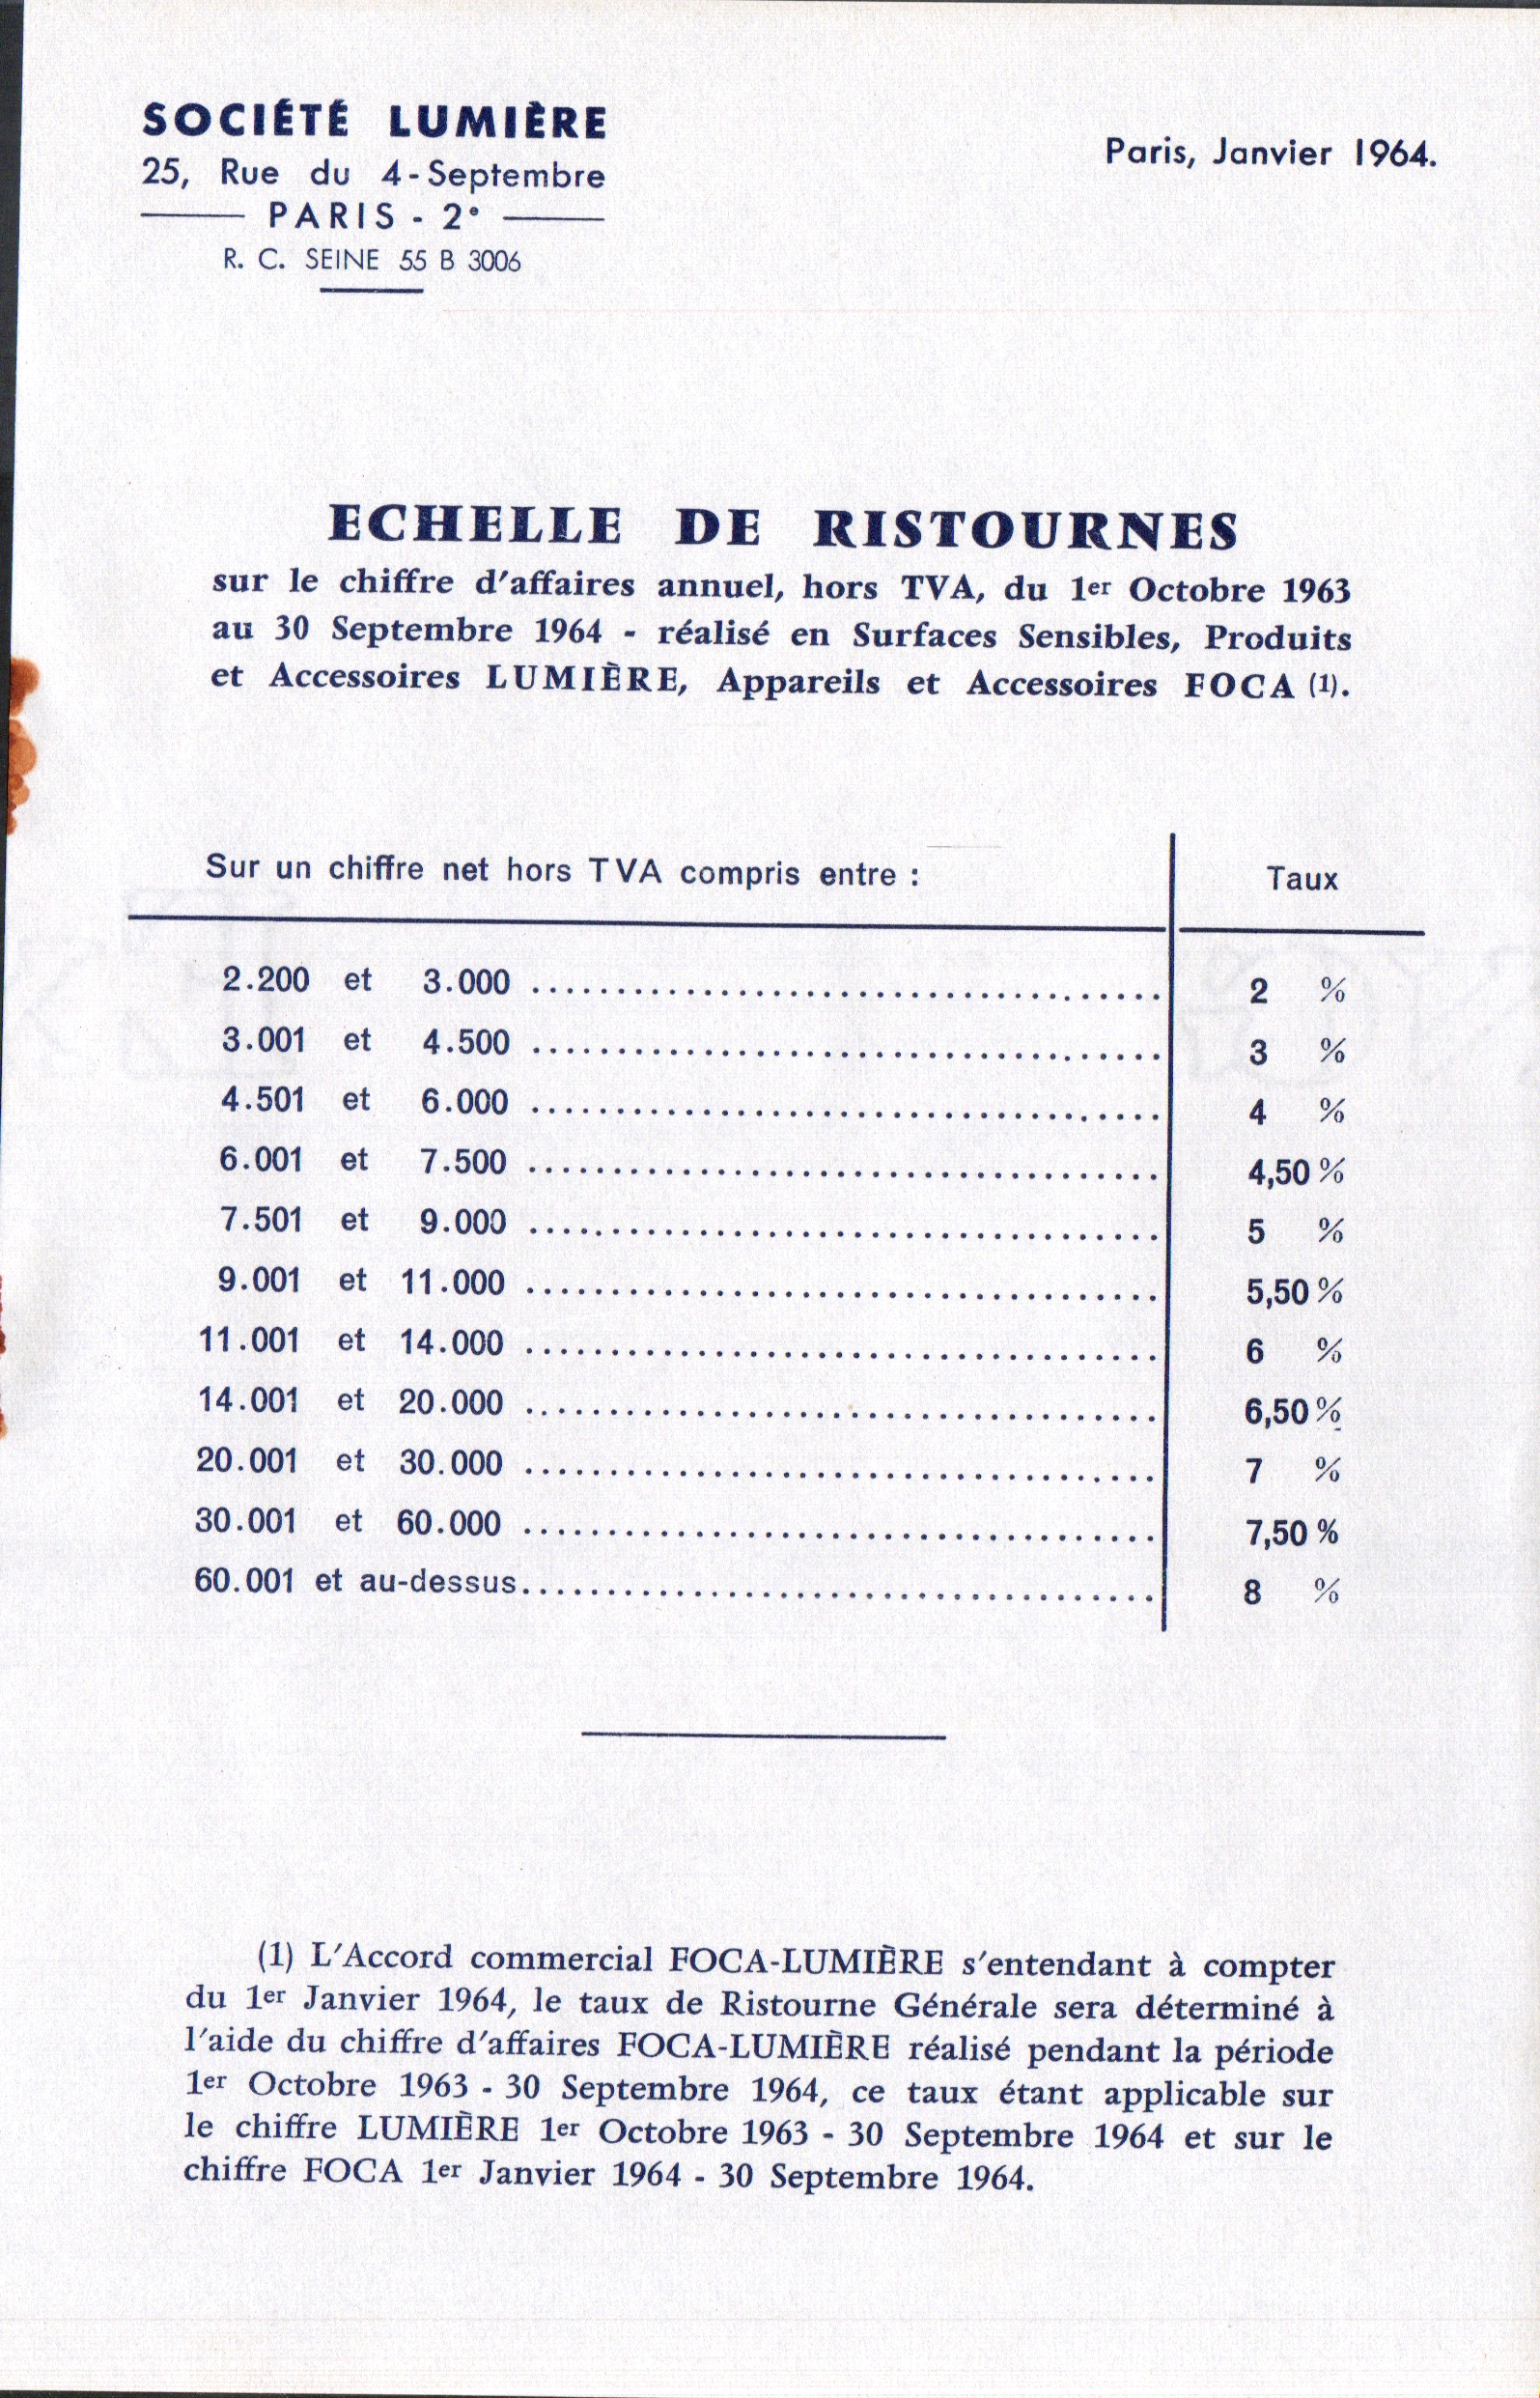 SOCIÉTÉ LUMIÈRE
25, Rue du 4-Septembre
PARIS - 2e
R. C. SEINE 55 B 3006
Paris, Janvier 1964.
ECHELLE DE RISTOURNES
sur le chiffre d'affaires annuel, hors TVA, du 1er Octobre 1963
au 30 Septembre 1964 - réalisé en Surfaces Sensibles, Produits
et Accessoires LUMIÈRE, Appareils et Accessoires FOCA (1).
Sur un chiffre net hors TVA compris entre : Taux
2.200 et 3.000 ........................................ 2 %
3.001 et 4.500 ........................................ 3 %
4.501 et 6.000 ........................................ 4 %
6.001 et 7.500 ........................................ 4,50 %
7.501 et 9.000 ........................................ 5 %
9.001 et 11.000 ........................................ 5,50 %
11.001 et 14.000 ........................................ 6 %
14.001 et 20.000 ........................................ 6,50 %
20.001 et 30.000 ........................................ 7 %
30.001 et 60.000 ........................................ 7,50 %
60.001 et au-dessus........................................ 8 %
(1) L'Accord commercial FOCA-LUMIÈRE s'entendant à compter
du 1er Janvier 1964, le taux de Ristourne Générale sera déterminé à
l'aide du chiffre d'affaires FOCA-LUMIÈRE réalisé pendant la période
1er Octobre 1963 - 30 Septembre 1964, ce taux étant applicable sur
le chiffre LUMIÈRE 1er Octobre 1963 - 30 Septembre 1964 et sur le
chiffre FOCA 1er Janvier 1964 - 30 Septembre 1964.